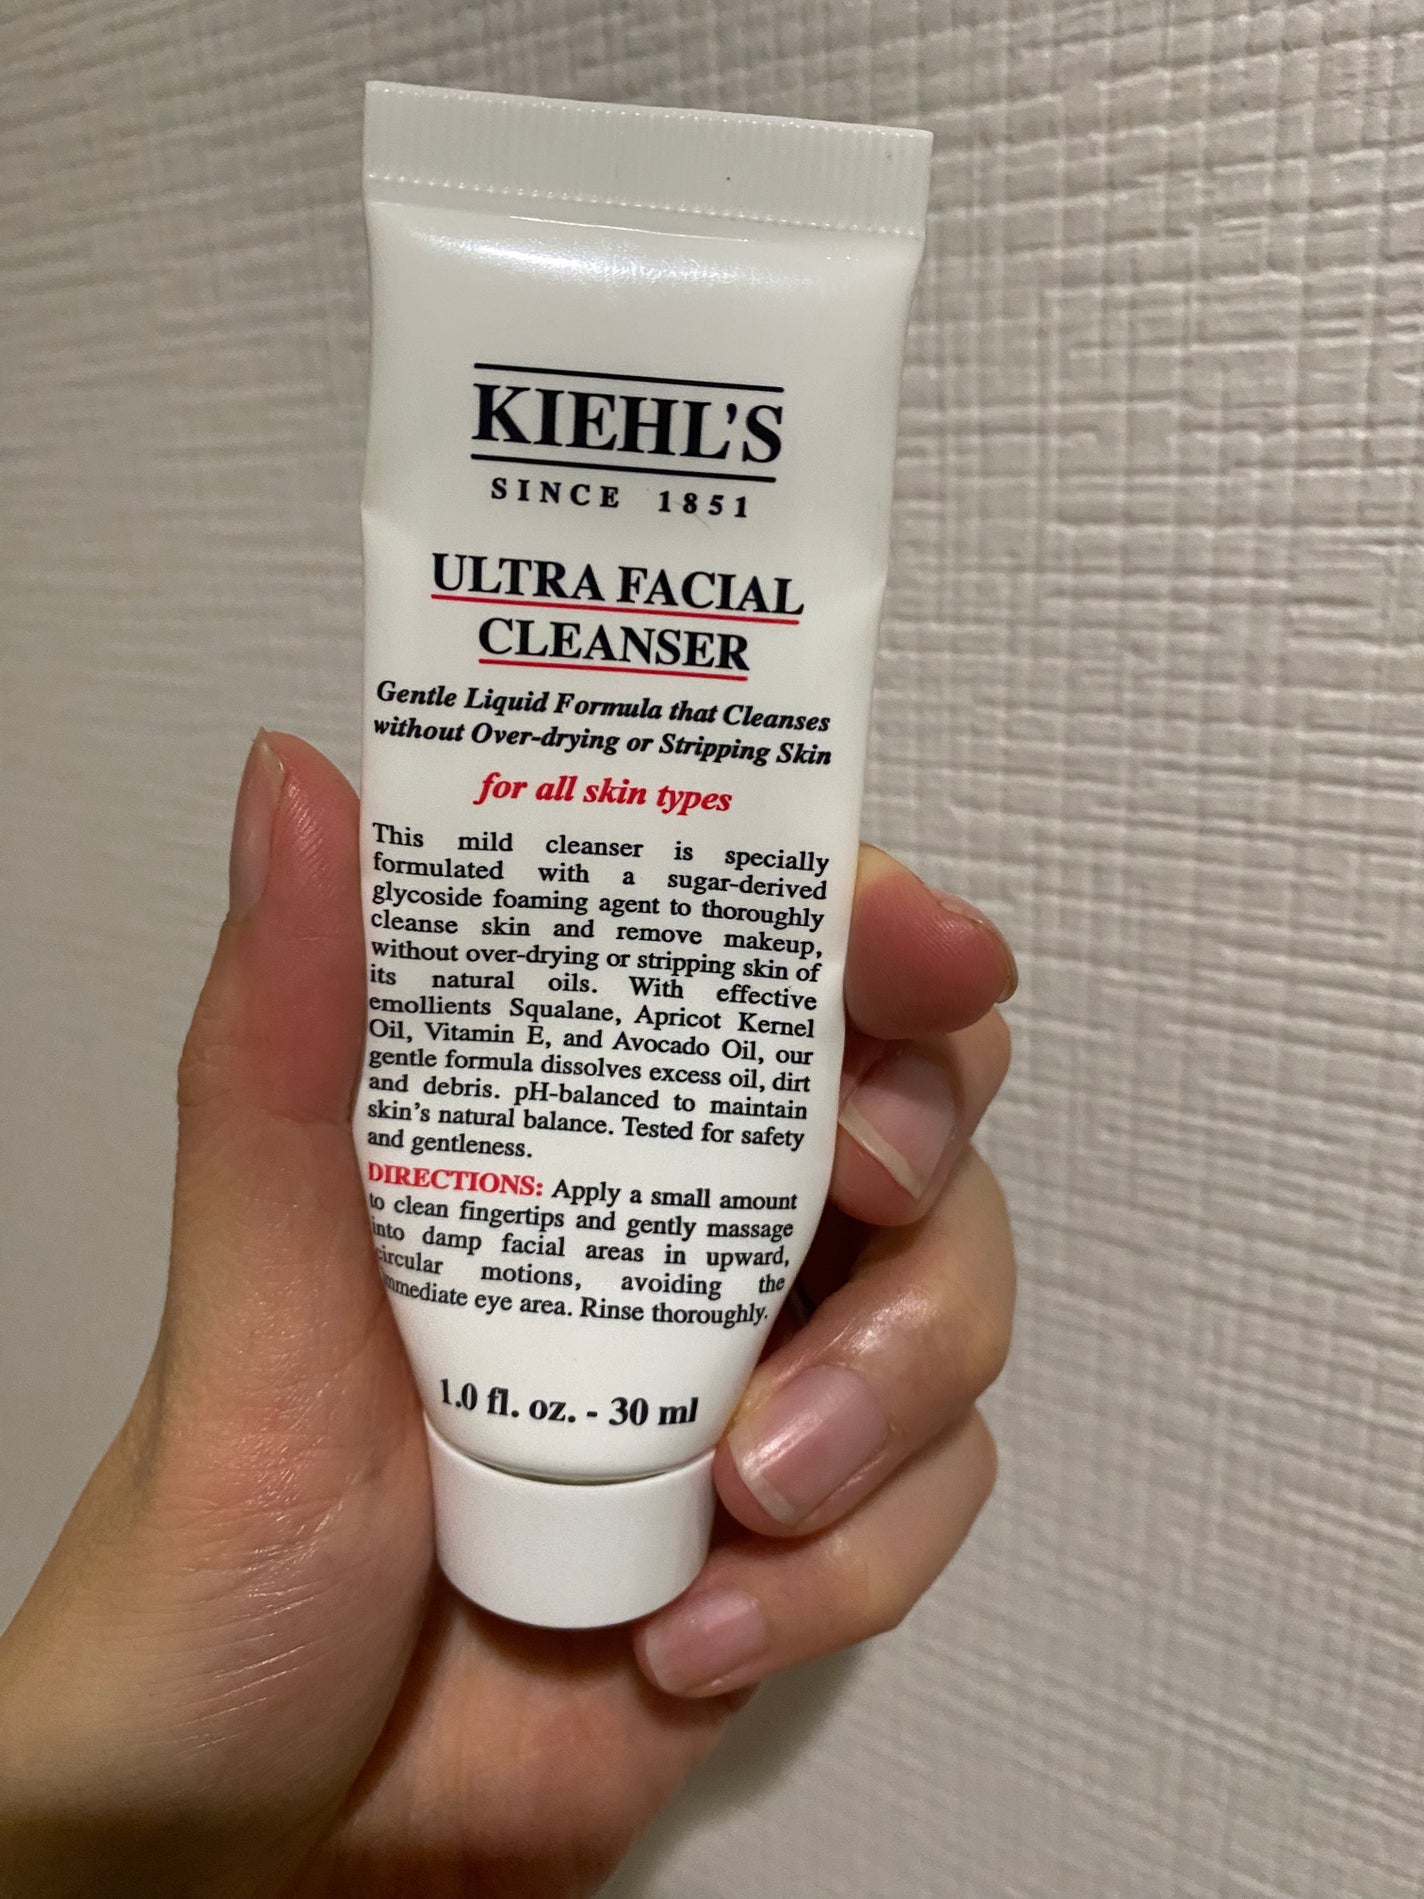 KIEHL'S
SINCE 1851
ULTRA FACIAL
CLEANSER
Gentle Liquid Formula that Cleanses
without Over-drying or Stripping Skin
for all skin types
This mild cleanser is specially
formulated with a sugar-derived
glycoside foaming agent to thoroughly
cleanse skin and remove makeup,
without over-drying or stripping skin of
its natural oils. With effective
emollients Squalane, Apricot Kernel
Oil, Vitamin E, and Avocado Oil, our
gentle formula dissolves excess oil, dirt
and debris. pH-balanced to maintain
skin's natural balance. Tested for safety
and gentleness.
DIRECTIONS: Apply a small amount
to clean fingertips and gently massage
into damp facial areas in upward,
circular motions, avoiding the
immediate eye area. Rinse thoroughly.
1.0 fl. oz. - 30 ml